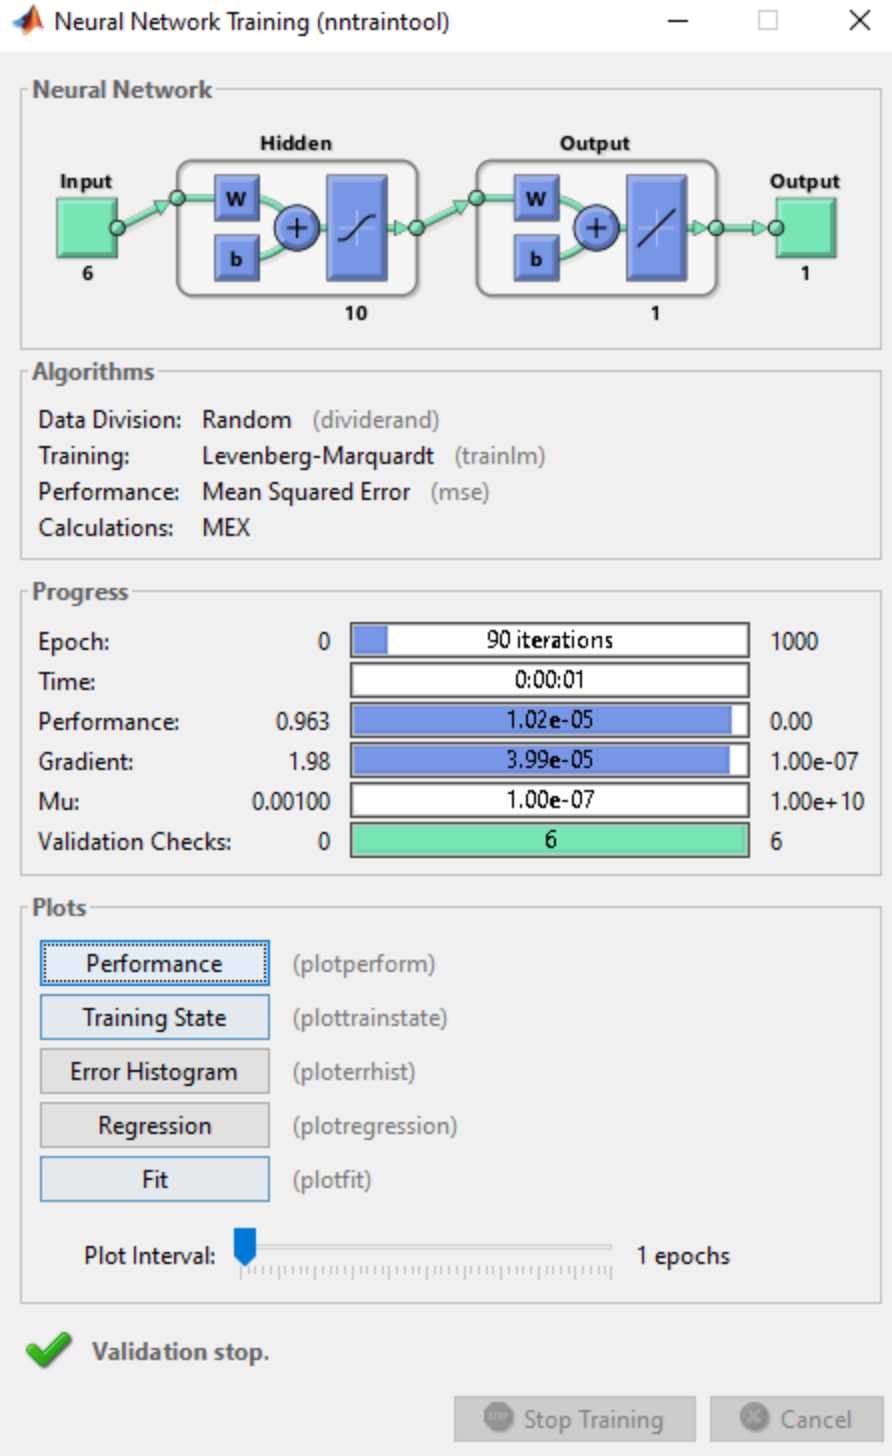 Neural Network Training (nntraintool)
Neural Network
Hidden
Output
Input
Output
W
W
+
+
b
b
6
1
10
1
Algorithms
Data Division: Random (dividerand)
Training: Levenberg-Marquardt (trainlm)
Performance: Mean Squared Error (mse)
Calculations: MEX
Progress
Epoch: 0 90 iterations 1000
Time: 0:00:01
Performance: 0.963 1.02e-05 0.00
Gradient: 1.98 3.99e-05 1.00e-07
Mu: 0.00100 1.00e-07 1.00e+10
Validation Checks: 0 6 6
Plots
Performance (plotperform)
Training State (plottrainstate)
Error Histogram (ploterrhist)
Regression (plotregression)
Fit (plotfit)
Plot Interval: 1 epochs
Validation stop.
STOP Stop Training Cancel